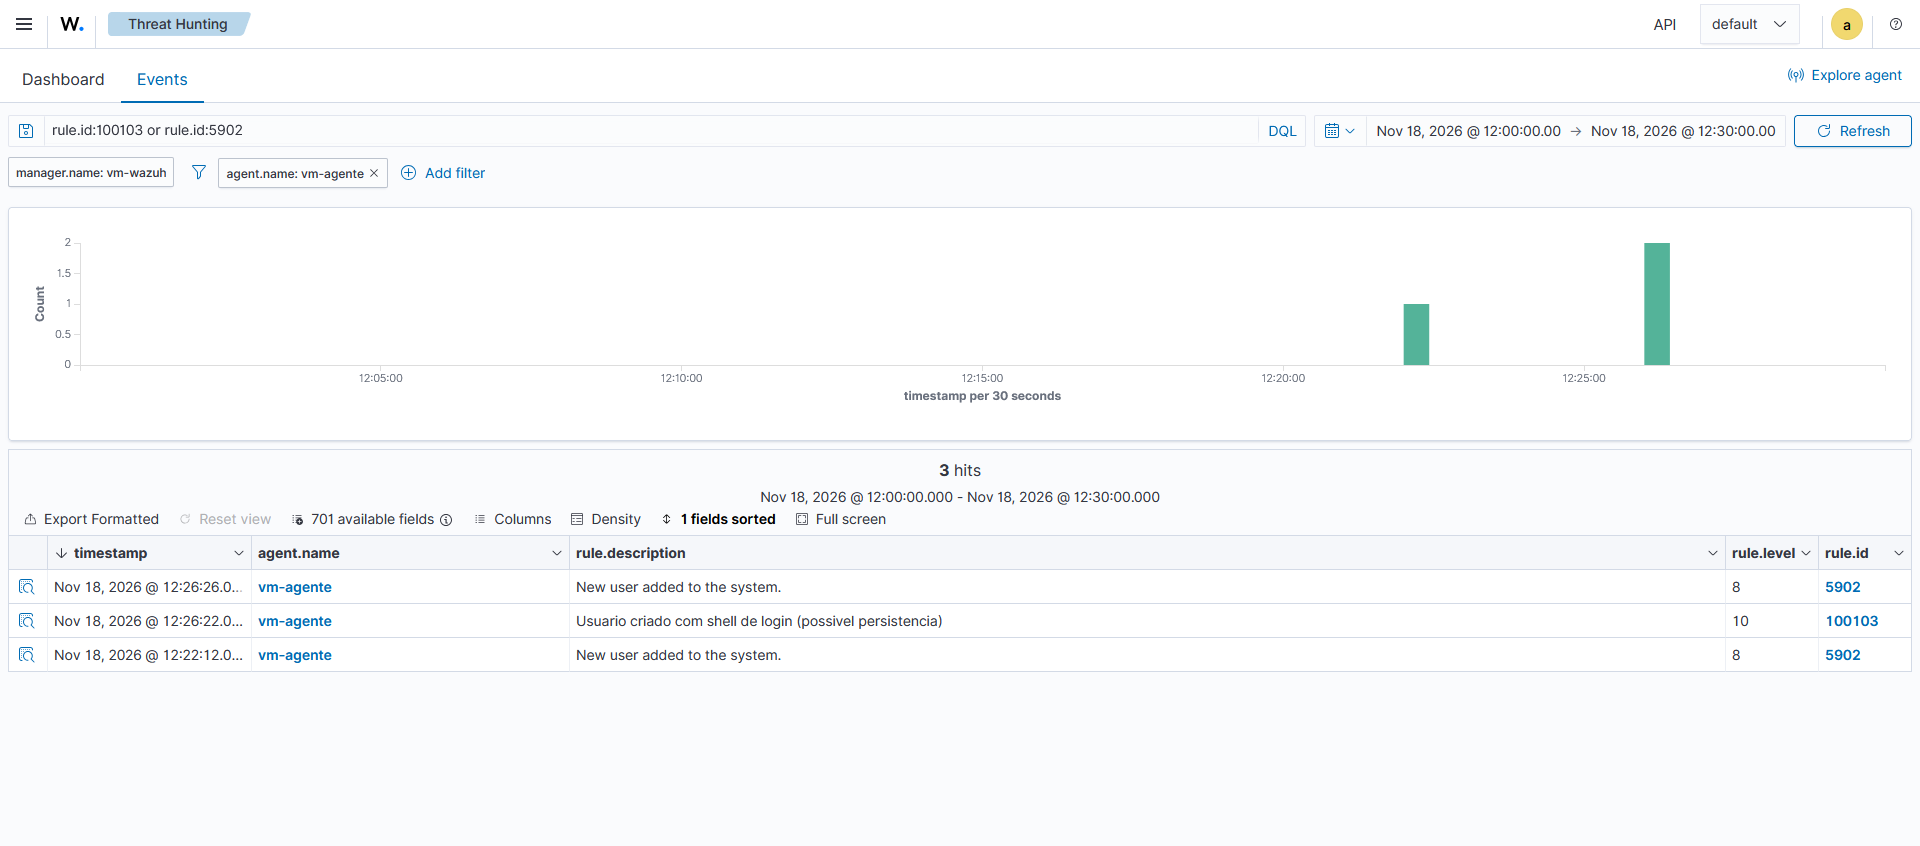 W. Threat Hunting API default a
Dashboard Events Explore agent
rule.id:100103 or rule.id:5902 DQL Nov 18, 2026 @ 12:00:00.00 → Nov 18, 2026 @ 12:30:00.00 Refresh
manager.name: vm-wazuh agent.name: vm-agente × Add filter
2
1.5
1
0.5
0
Count
12:05:00 12:10:00 12:15:00 12:20:00 12:25:00
timestamp per 30 seconds
3 hits
Nov 18, 2026 @ 12:00:00.000 - Nov 18, 2026 @ 12:30:00.000
Export Formatted Reset view 701 available fields Columns Density 1 fields sorted Full screen
timestamp agent.name rule.description rule.level rule.id
Nov 18, 2026 @ 12:26:26.0... vm-agente New user added to the system. 8 5902
Nov 18, 2026 @ 12:26:22.0... vm-agente Usuario criado com shell de login (possivel persistencia) 10 100103
Nov 18, 2026 @ 12:22:12.0... vm-agente New user added to the system. 8 5902